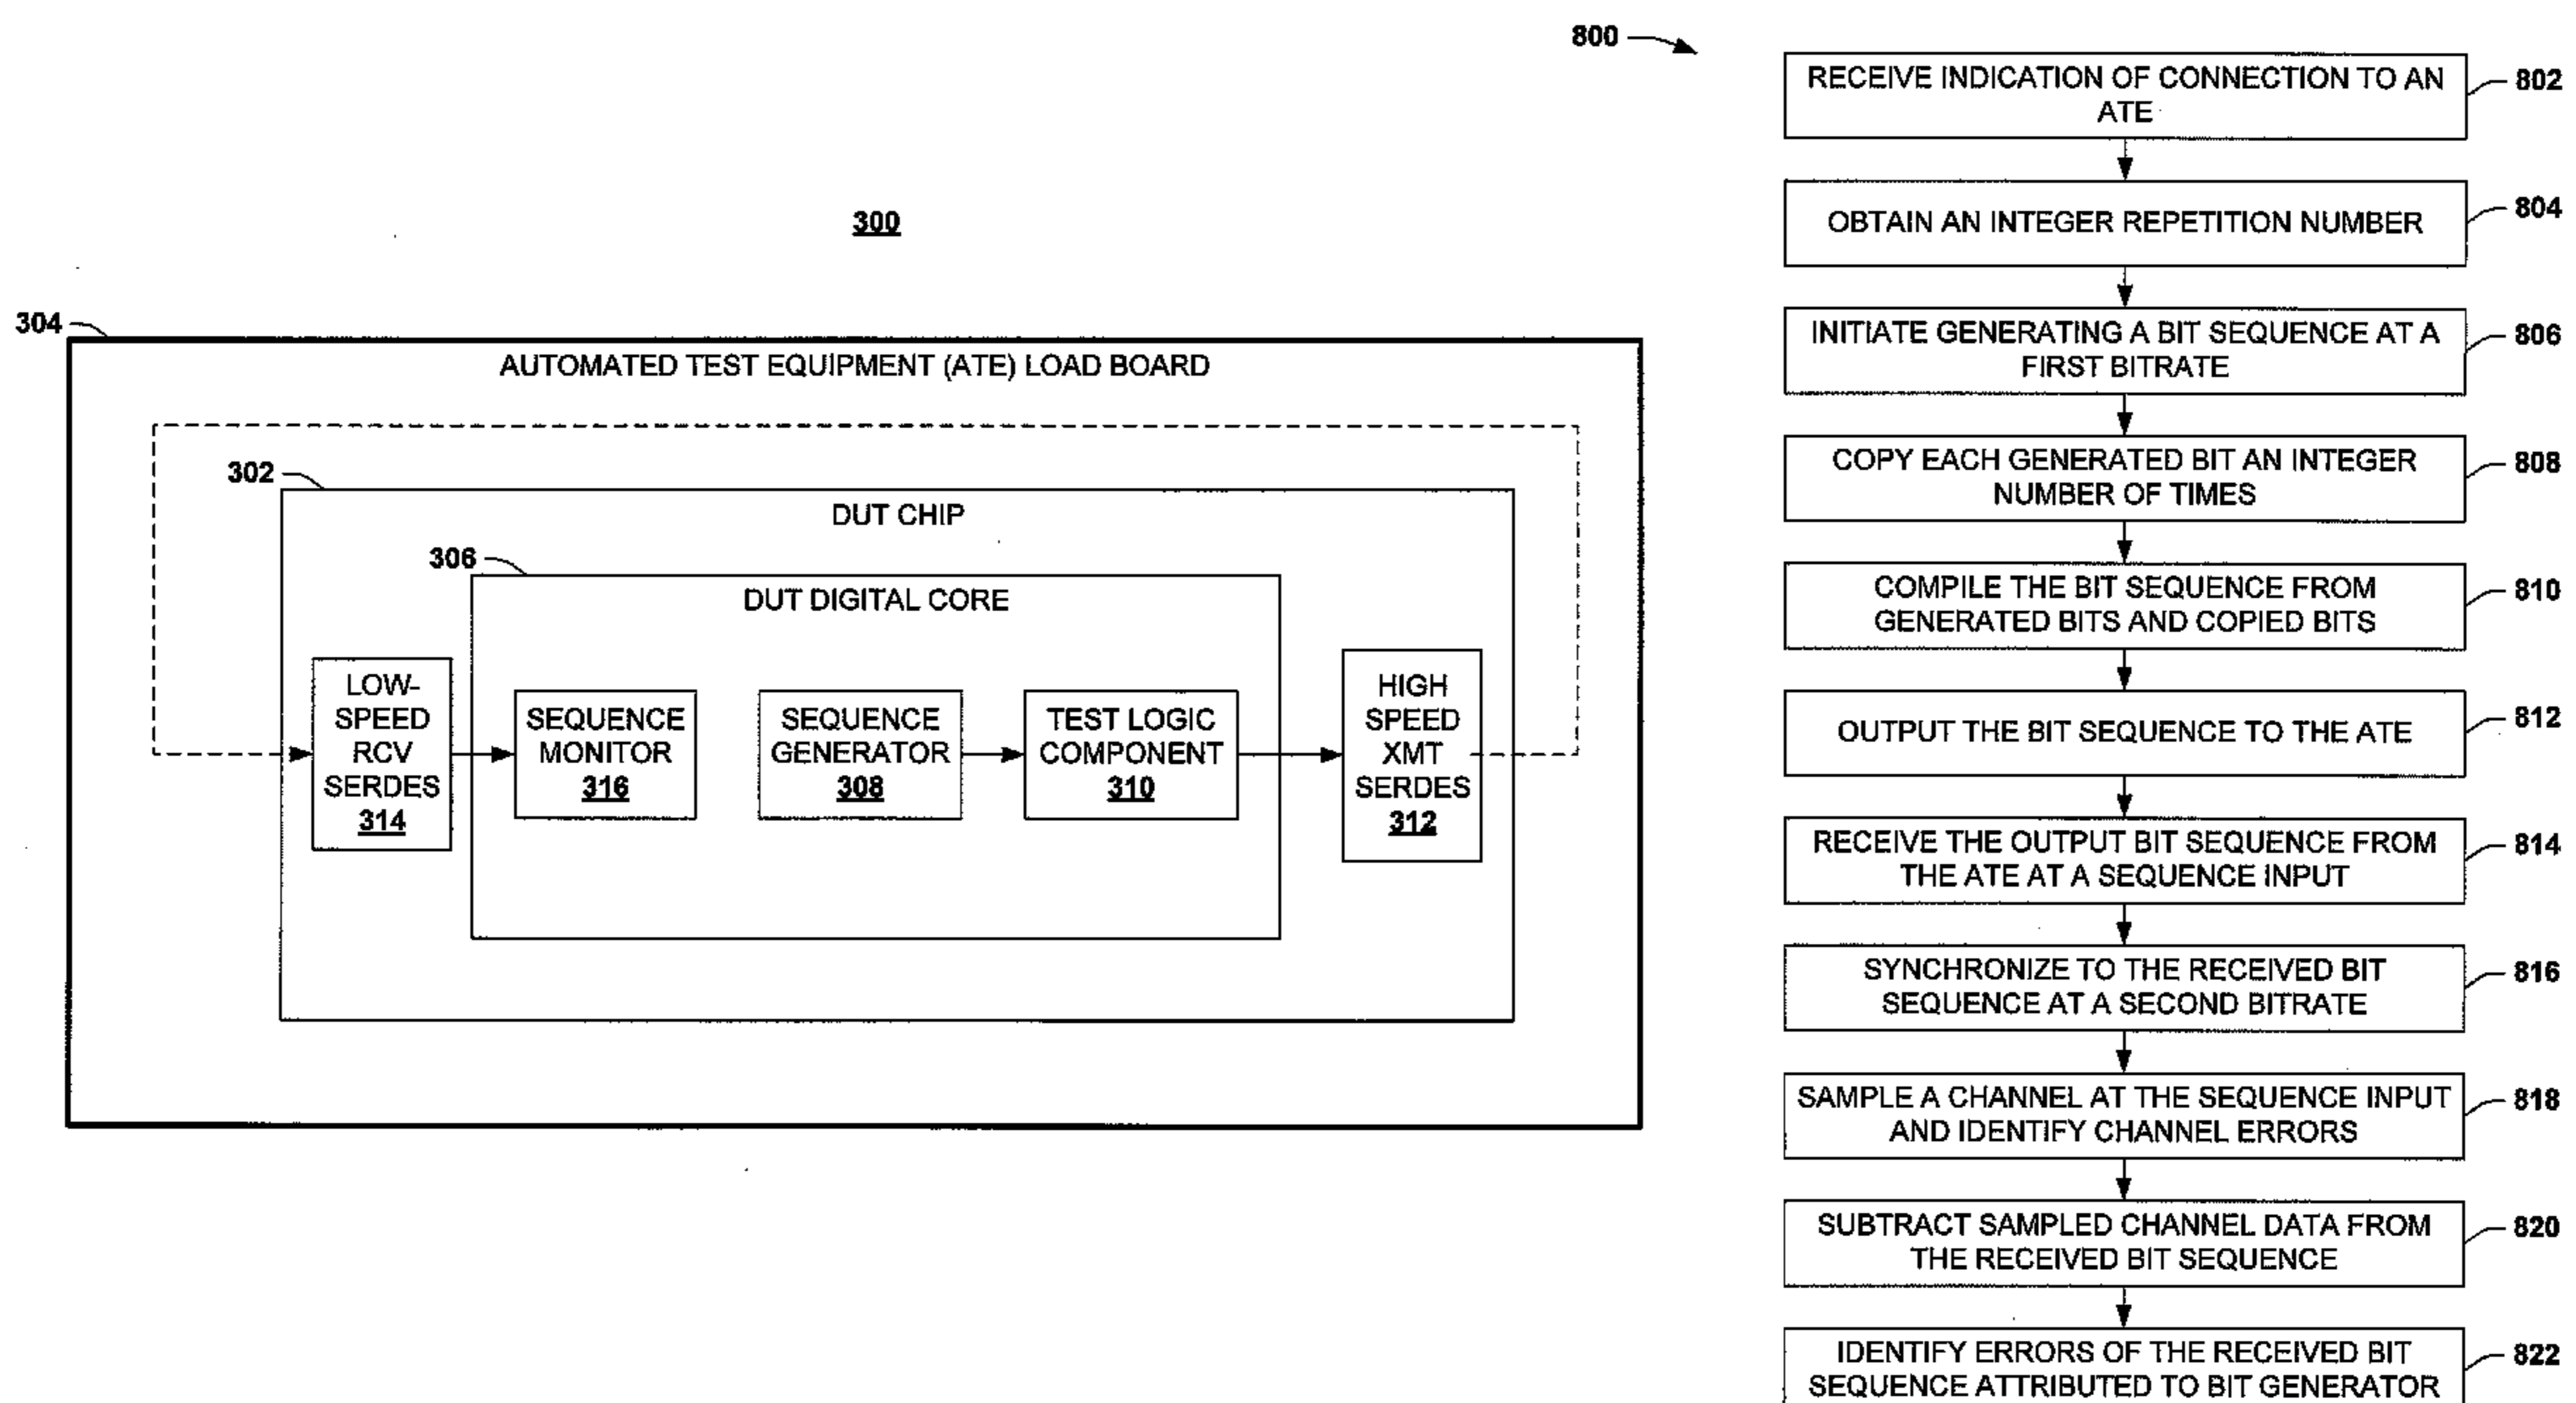 300
304
AUTOMATED TEST EQUIPMENT (ATE) LOAD BOARD
302
DUT CHIP
306
DUT DIGITAL CORE
LOW-
SPEED
RCV
SERDES
314
SEQUENCE
MONITOR
316
SEQUENCE
GENERATOR
308
TEST LOGIC
COMPONENT
310
HIGH
SPEED
XMT
SERDES
312
800
RECEIVE INDICATION OF CONNECTION TO AN
ATE
802
OBTAIN AN INTEGER REPETITION NUMBER
804
INITIATE GENERATING A BIT SEQUENCE AT A
FIRST BITRATE
806
COPY EACH GENERATED BIT AN INTEGER
NUMBER OF TIMES
808
COMPILE THE BIT SEQUENCE FROM
GENERATED BITS AND COPIED BITS
810
OUTPUT THE BIT SEQUENCE TO THE ATE
812
RECEIVE THE OUTPUT BIT SEQUENCE FROM
THE ATE AT A SEQUENCE INPUT
814
SYNCHRONIZE TO THE RECEIVED BIT
SEQUENCE AT A SECOND BITRATE
816
SAMPLE A CHANNEL AT THE SEQUENCE INPUT
AND IDENTIFY CHANNEL ERRORS
818
SUBTRACT SAMPLED CHANNEL DATA FROM
THE RECEIVED BIT SEQUENCE
820
IDENTIFY ERRORS OF THE RECEIVED BIT
SEQUENCE ATTRIBUTED TO BIT GENERATOR
822